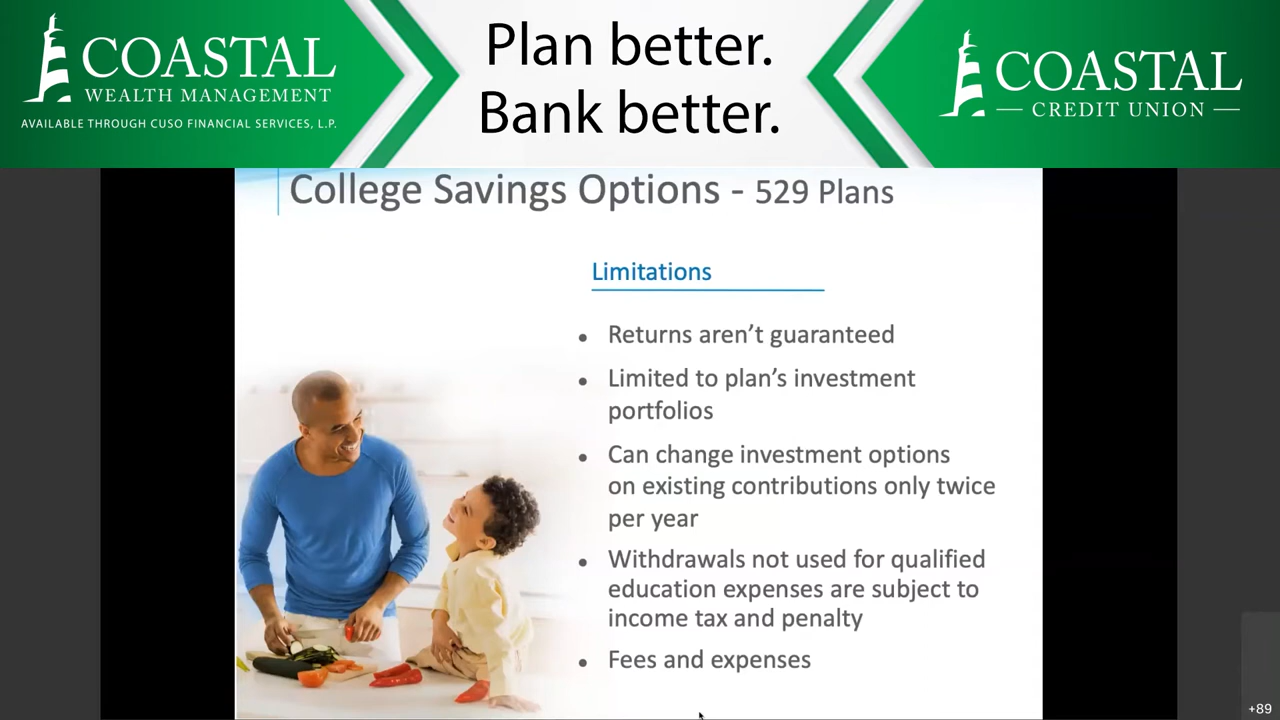 COASTAL
WEALTH MANAGEMENT
AVAILABLE THROUGH CUSO FINANCIAL SERVICES, L.P.
Plan better.
Bank better.
COASTAL
CREDIT UNION
College Savings Options - 529 Plans
Limitations
• Returns aren’t guaranteed
• Limited to plan’s investment
portfolios
• Can change investment options
on existing contributions only twice
per year
• Withdrawals not used for qualified
education expenses are subject to
income tax and penalty
• Fees and expenses
+89